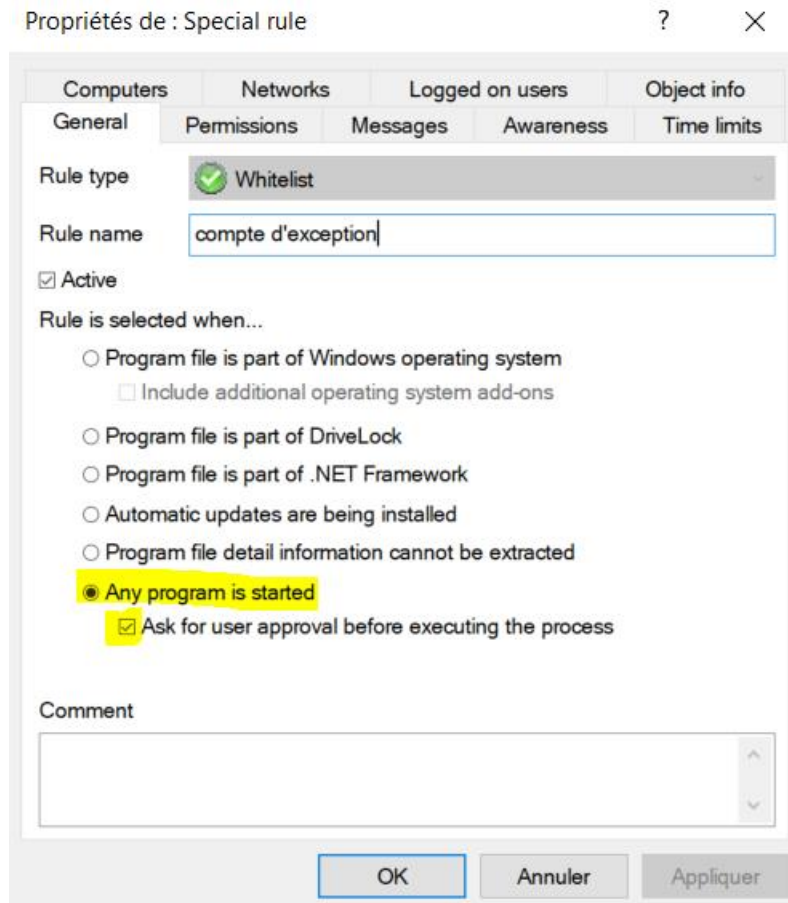 Propriétés de : Special rule ? ×
Computers Networks Logged on users Object info
General Permissions Messages Awareness Time limits
Rule type Whitelist
Rule name compte d'exception
Active
Rule is selected when...
Program file is part of Windows operating system
Include additional operating system add-ons
Program file is part of DriveLock
Program file is part of .NET Framework
Automatic updates are being installed
Program file detail information cannot be extracted
Any program is started
Ask for user approval before executing the process
Comment
OK Annuler Appliquer